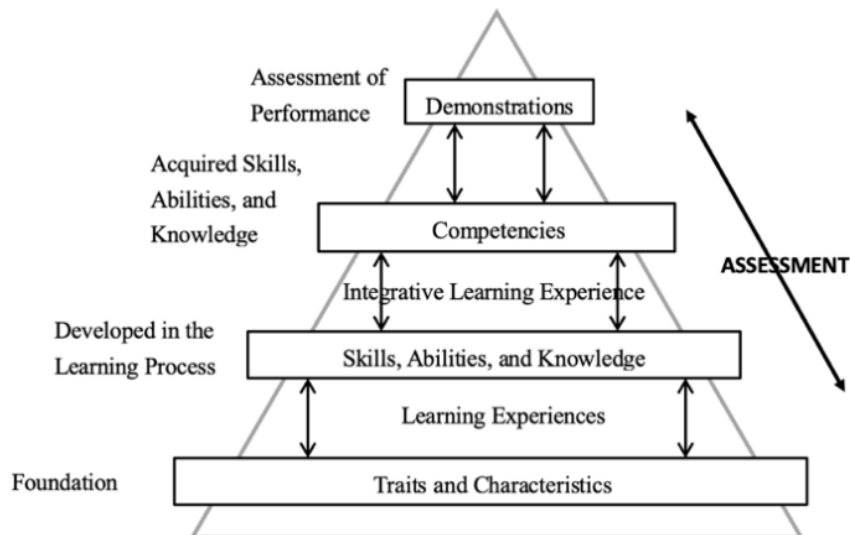 Assessment of
Performance
Demonstrations
Acquired Skills,
Abilities, and
Knowledge
Competencies
ASSESSMENT
Integrative Learning Experience
Developed in the
Learning Process
Skills, Abilities, and Knowledge
Learning Experiences
Foundation
Traits and Characteristics